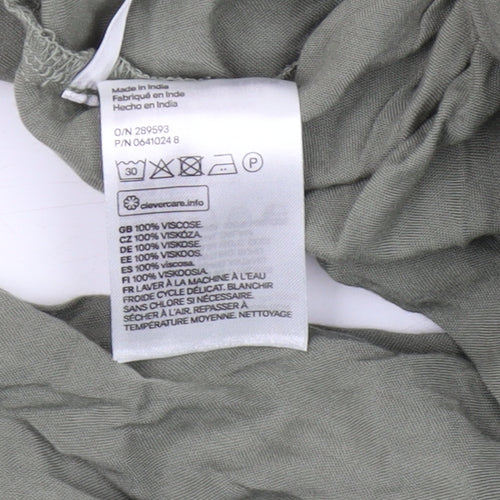 Made in India
Fabriqué en Inde
Hecho en India
O/N 289593
P/N 0641024 8
30
P
clevercare.info
GB 100% VISCOSE.
CZ 100% VISKÓZA.
DE 100% VISKOSE.
EE 100% VISKOOS.
ES 100% viscosa.
FI 100% VISKOOSIA.
FR LAVER À LA MACHINE À L'EAU
FROIDE CYCLE DÉLICAT. BLANCHIR
SANS CHLORE SI NÉCESSAIRE.
SÉCHER À L'AIR. REPASSER À
TEMPÉRATURE MOYENNE. NETTOYAGE